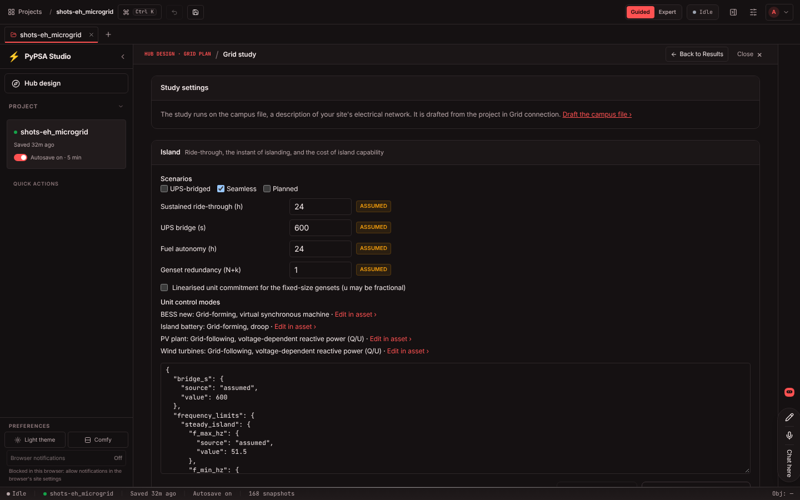 Projects / shots-eh_microgrid ⌘ Ctrl K Guided Expert Idle A
shots-eh_microgrid × +
⚡ PyPSA Studio
Hub design
PROJECT
shots-eh_microgrid
Saved 32m ago
Autosave on · 5 min
QUICK ACTIONS
PREFERENCES
Light theme Comfy
Browser notifications Off
Blocked in this browser: allow notifications in the
browser's site settings
HUB DESIGN · GRID PLAN / Grid study ← Back to Results Close ×
Study settings
The study runs on the campus file, a description of your site's electrical network. It is drafted from the project in Grid connection. Draft the campus file ›
Island Ride-through, the instant of islanding, and the cost of island capability
Scenarios
UPS-bridged Seamless Planned
Sustained ride-through (h) 24 ASSUMED
UPS bridge (s) 600 ASSUMED
Fuel autonomy (h) 24 ASSUMED
Genset redundancy (N+k) 1 ASSUMED
Linearised unit commitment for the fixed-size gensets (u may be fractional)
Unit control modes
BESS new: Grid-forming, virtual synchronous machine · Edit in asset ›
Island battery: Grid-forming, droop · Edit in asset ›
PV plant: Grid-following, voltage-dependent reactive power (Q/U) · Edit in asset ›
Wind turbines: Grid-following, voltage-dependent reactive power (Q/U) · Edit in asset ›
{
"bridge_s": {
"source": "assumed",
"value": 600
},
"frequency_limits": {
"steady_island": {
"f_max_hz": {
"source": "assumed",
"value": 51.5
},
"f_min_hz": {
Chat here
Idle shots-eh_microgrid Saved 32m ago Autosave on 168 snapshots Obj: –